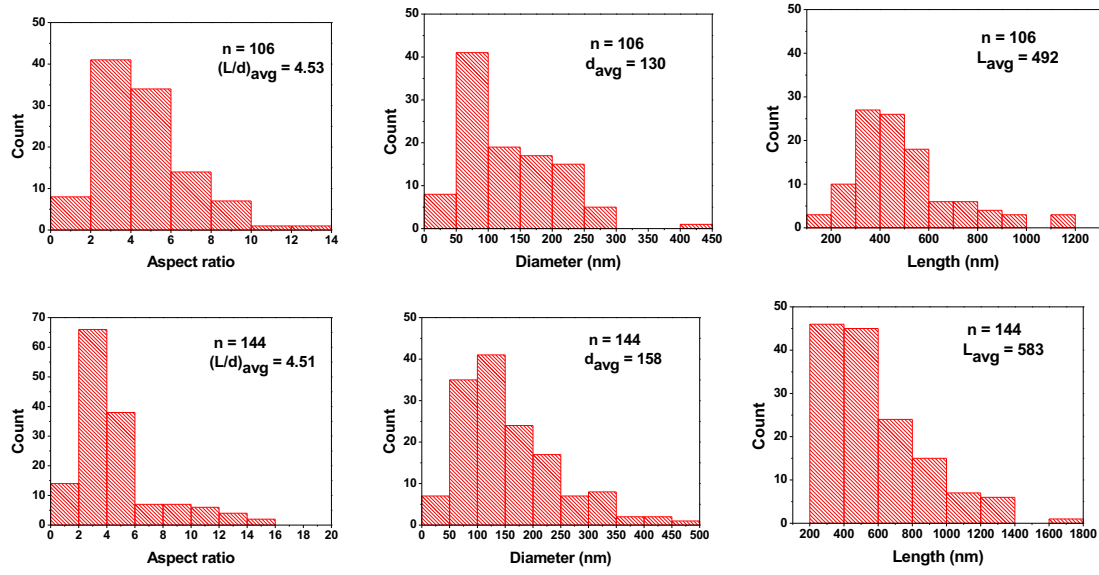 50
40
30
20
10
0
Count
n = 106
(L/d)avg = 4.53
0 2 4 6 8 10 12 14
Aspect ratio
50
40
30
20
10
0
Count
n = 106
davg = 130
0 50 100 150 200 250 300 350 400 450
Diameter (nm)
50
40
30
20
10
0
Count
n = 106
Lavg = 492
200 400 600 800 1000 1200
Length (nm)
70
60
50
40
30
20
10
0
Count
n = 144
(L/d)avg = 4.51
0 2 4 6 8 10 12 14 16 18 20
Aspect ratio
50
40
30
20
10
0
Count
n = 144
davg = 158
0 50 100 150 200 250 300 350 400 450 500
Diameter (nm)
50
40
30
20
10
0
Count
n = 144
Lavg = 583
200 400 600 800 1000 1200 1400 1600 1800
Length (nm)